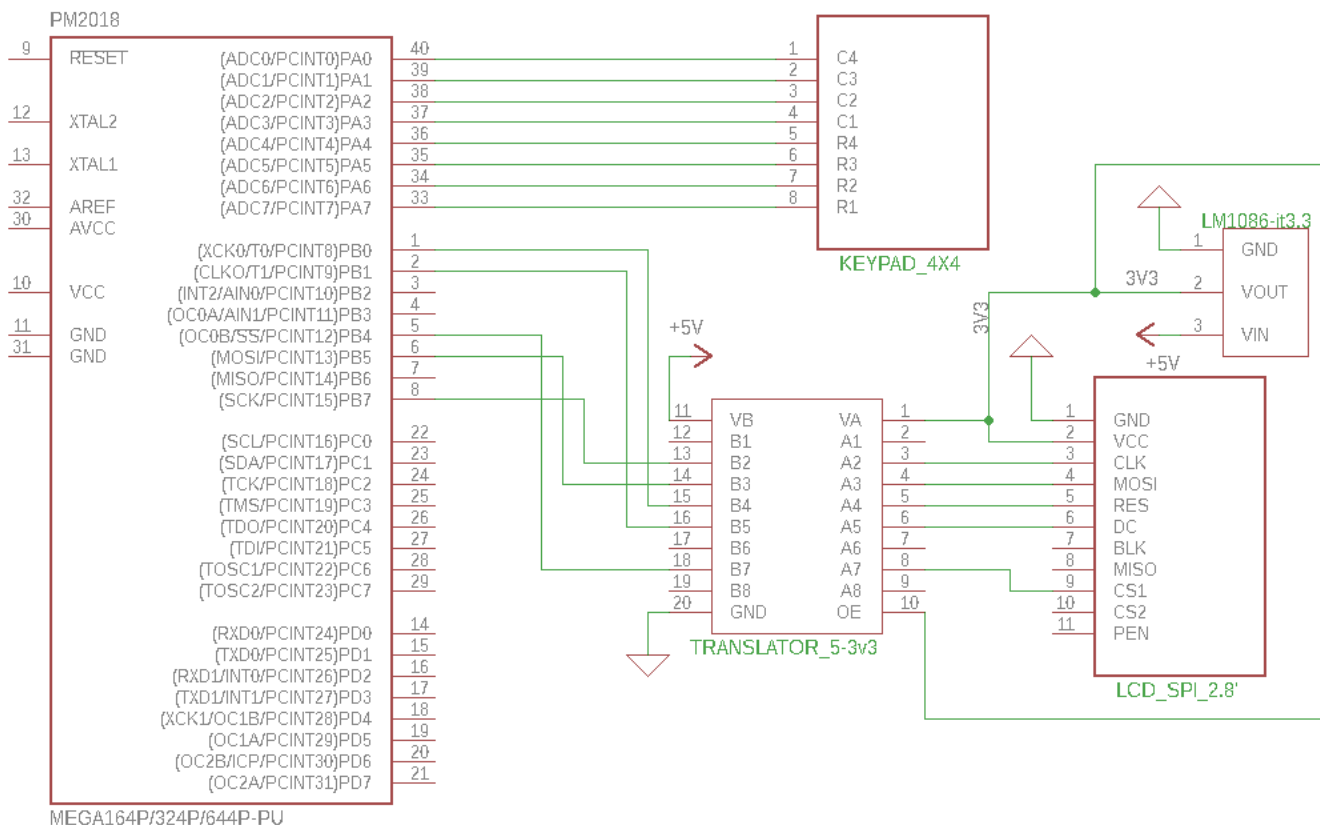 PM2018
9 RESET (ADC0/PCINT0)PA0 40
(ADC1/PCINT1)PA1 39
(ADC2/PCINT2)PA2 38
12 XTAL2 (ADC3/PCINT3)PA3 37
(ADC4/PCINT4)PA4 36
13 XTAL1 (ADC5/PCINT5)PA5 35
(ADC6/PCINT6)PA6 34
32 AREF (ADC7/PCINT7)PA7 33
30 AVCC
(XCK0/T0/PCINT8)PB0 1
(CLKO/T1/PCINT9)PB1 2
10 VCC (INT2/AIN0/PCINT10)PB2 3
(OC0A/AIN1/PCINT11)PB3 4
11 GND (OC0B/SS/PCINT12)PB4 5
31 GND (MOSI/PCINT13)PB5 6
(MISO/PCINT14)PB6 7
(SCK/PCINT15)PB7 8
(SCL/PCINT16)PC0 22
(SDA/PCINT17)PC1 23
(TCK/PCINT18)PC2 24
(TMS/PCINT19)PC3 25
(TDO/PCINT20)PC4 26
(TDI/PCINT21)PC5 27
(TOSC1/PCINT22)PC6 28
(TOSC2/PCINT23)PC7 29
(RXD0/PCINT24)PD0 14
(TXD0/PCINT25)PD1 15
(RXD1/INT0/PCINT26)PD2 16
(TXD1/INT1/PCINT27)PD3 17
(XCK1/OC1B/PCINT28)PD4 18
(OC1A/PCINT29)PD5 19
(OC2B/ICP/PCINT30)PD6 20
(OC2A/PCINT31)PD7 21
MEGA164P/324P/644P-PU
1 C4
2 C3
3 C2
4 C1
5 R4
6 R3
7 R2
8 R1
KEYPAD_4X4
LM1086-it3.3
1 GND
3V3 2 VOUT
3 VIN
+5V
3V3
+5V
11 VB VA 1
12 B1 A1 2
13 B2 A2 3
14 B3 A3 4
15 B4 A4 5
16 B5 A5 6
17 B6 A6 7
18 B7 A7 8
19 B8 A8 9
20 GND OE 10
TRANSLATOR_5-3v3
1 GND
2 VCC
3 CLK
4 MOSI
5 RES
6 DC
7 BLK
8 MISO
9 CS1
10 CS2
11 PEN
LCD_SPI_2.8'